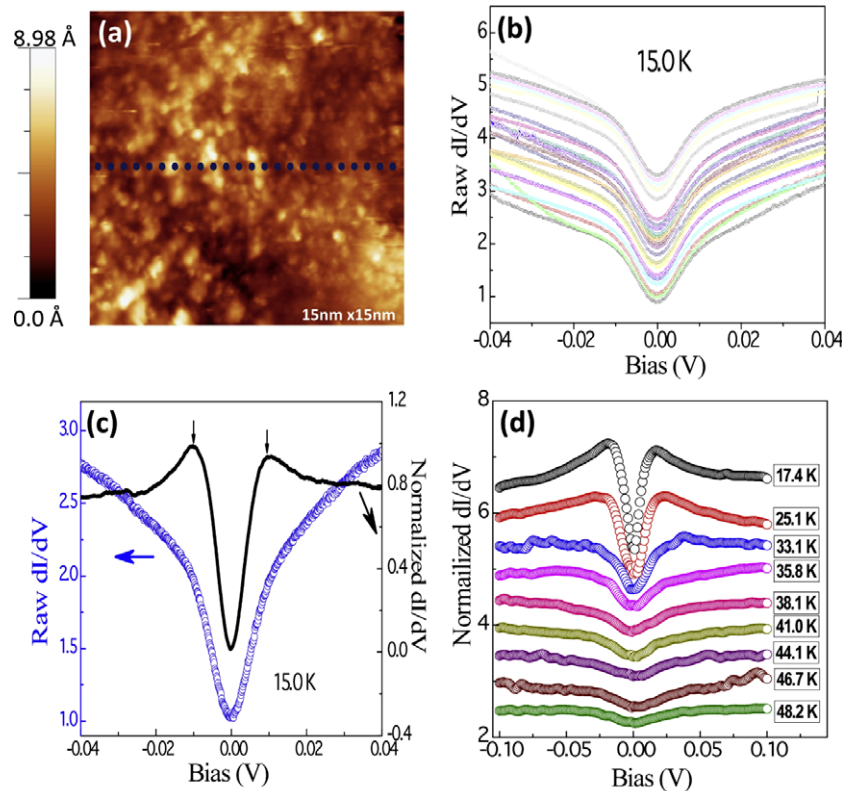 8.98 Å
0.0 Å
(a)
15nm x15nm
(b)
15.0 K
Raw dI/dV
6
5
4
3
2
1
-0.04 -0.02 0.00 0.02 0.04
Bias (V)
(c)
Raw dI/dV
3.0
2.5
2.0
1.5
1.0
15.0 K
1.2
0.8
0.4
0.0
-0.4
Normalized dI/dV
-0.04 -0.02 0.00 0.02 0.04
Bias (V)
(d)
Normailized dI/dV
8
6
4
2
17.4 K
25.1 K
33.1 K
35.8 K
38.1 K
41.0 K
44.1 K
46.7 K
48.2 K
-0.10 -0.05 0.00 0.05 0.10
Bias (V)